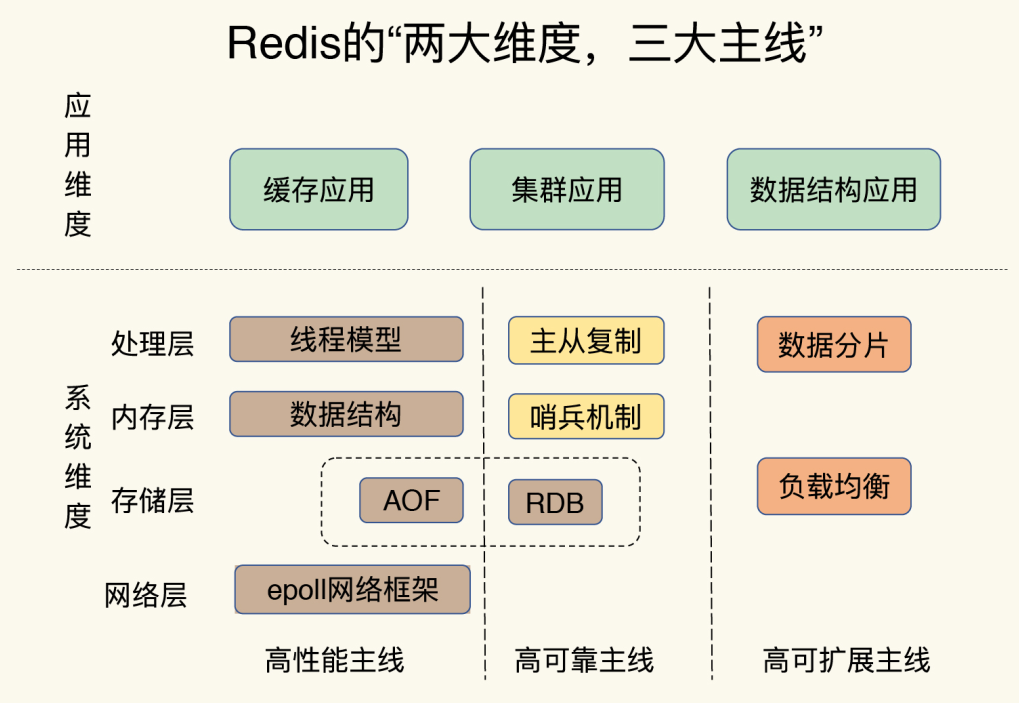 Redis的“两大维度，三大主线”
应用维度
缓存应用
集群应用
数据结构应用
系统维度
处理层
线程模型
主从复制
数据分片
内存层
数据结构
哨兵机制
存储层
AOF
RDB
负载均衡
网络层
epoll网络框架
高性能主线
高可靠主线
高可扩展主线